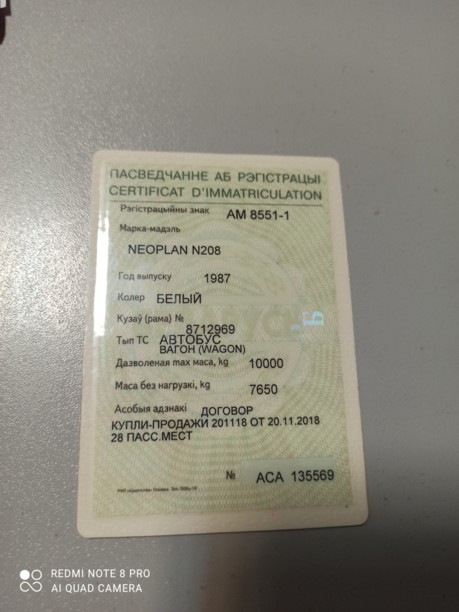 ПАСВЕДЧАННЕ АБ РЭГІСТРАЦЫІ
CERTIFICAT D'IMMATRICULATION
Рэгістрацыйны знак AM 8551-1
Марка-мадэль
NEOPLAN N208
Год выпуску 1987
Колер БЕЛЫЙ
Кузаў (рама) № 8712969
Тып ТС АВТОБУС
ВАГОН (WAGON)
Дазволеная max маса, kg 10000
Маса без нагрузкі, kg 7650
Асобыя адзнакі ДОГОВОР
КУПЛИ-ПРОДАЖИ 201118 ОТ 20.11.2018
28 ПАСС.МЕСТ
№ ACA 135569
REDMI NOTE 8 PRO
AI QUAD CAMERA